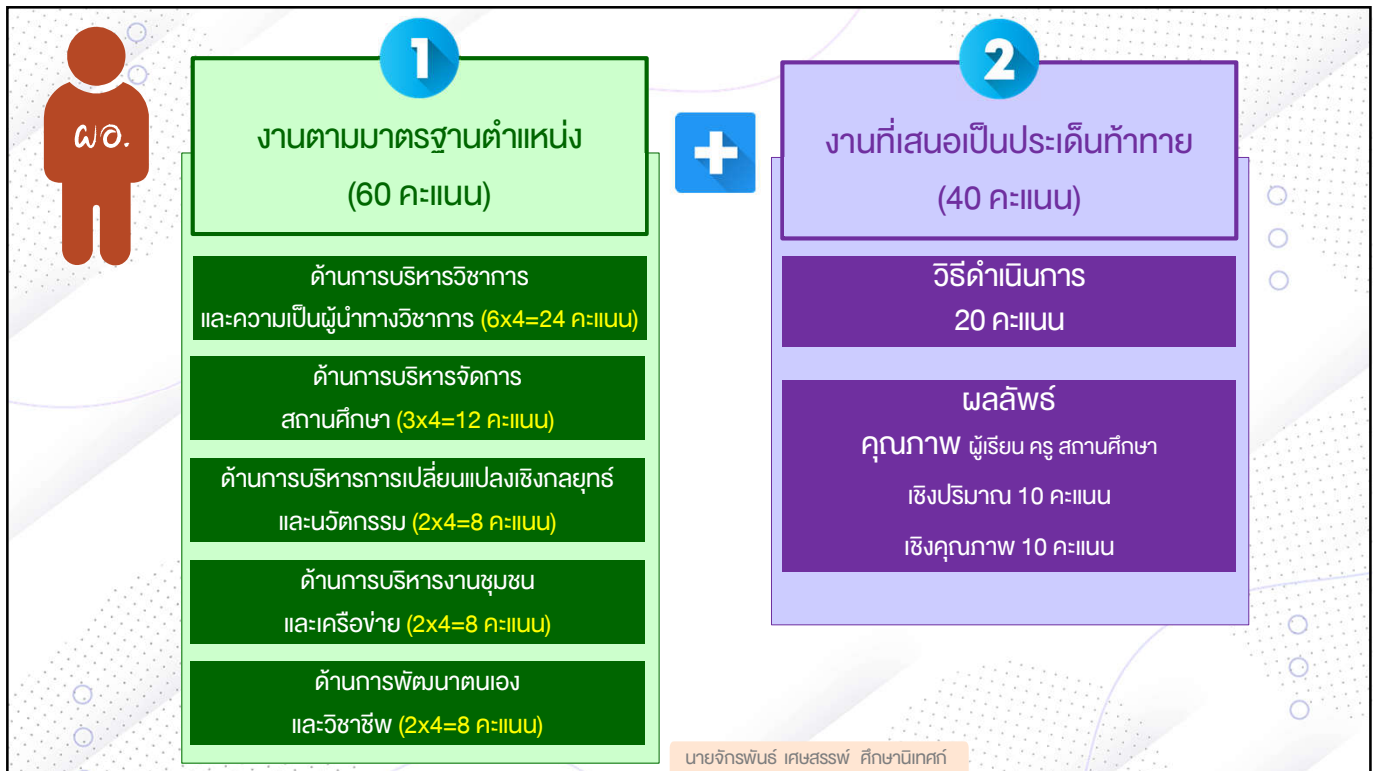 ผอ.
1
งานตามมาตรฐานตำแหน่ง
(60 คะแนน)
ด้านการบริหารวิชาการ
และความเป็นผู้นำทางวิชาการ (6x4=24 คะแนน)
ด้านการบริหารจัดการ
สถานศึกษา (3x4=12 คะแนน)
ด้านการบริหารการเปลี่ยนแปลงเชิงกลยุทธ์
และนวัตกรรม (2x4=8 คะแนน)
ด้านการบริหารงานชุมชน
และเครือข่าย (2x4=8 คะแนน)
ด้านการพัฒนาตนเอง
และวิชาชีพ (2x4=8 คะแนน)
+
2
งานที่เสนอเป็นประเด็นท้าทาย
(40 คะแนน)
วิธีดำเนินการ
20 คะแนน
ผลลัพธ์
คุณภาพ ผู้เรียน ครู สถานศึกษา
เชิงปริมาณ 10 คะแนน
เชิงคุณภาพ 10 คะแนน
นายจักรพันธ์ เศษสรรพ์ ศึกษานิเทศก์